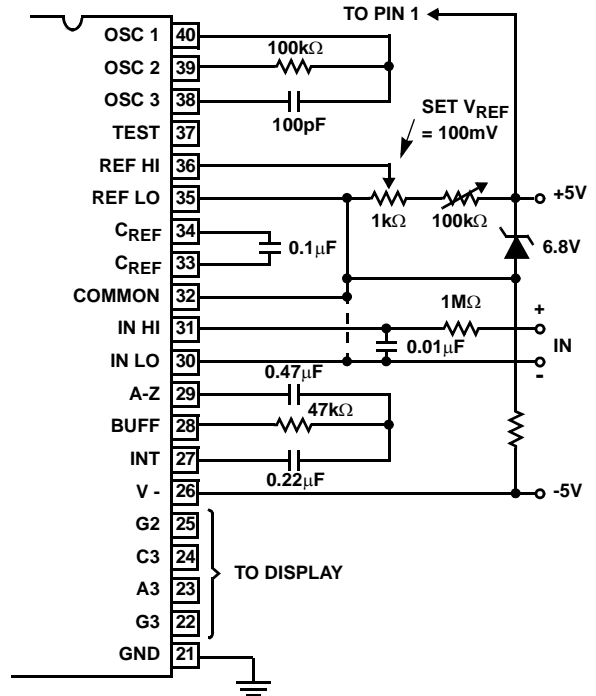 TO PIN 1
OSC 1 40
100kΩ
OSC 2 39
OSC 3 38
100pF
SET VREF
= 100mV
TEST 37
REF HI 36
REF LO 35
1kΩ
100kΩ
+5V
CREF 34
0.1µF
6.8V
CREF 33
COMMON 32
1MΩ
+
IN HI 31
0.01µF
IN
IN LO 30
-
0.47µF
A-Z 29
47kΩ
BUFF 28
INT 27
0.22µF
V - 26
-5V
G2 25
C3 24
TO DISPLAY
A3 23
G3 22
GND 21